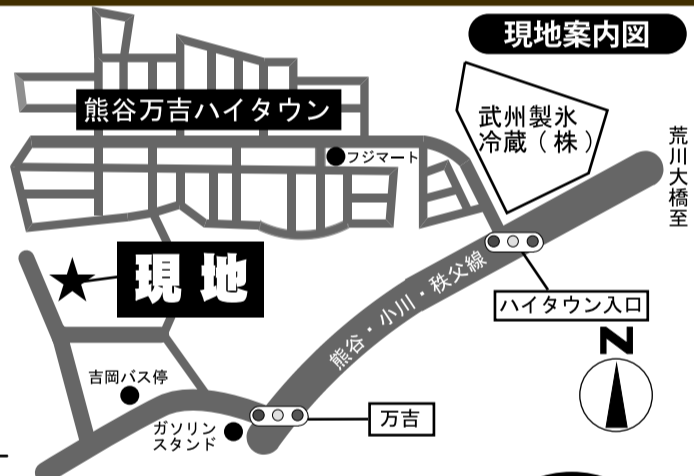 現地案内図
熊谷万吉ハイタウン
武州製氷
冷蔵(株)
荒川大橋至
フジマート
現地
熊谷・小川・秩父線
ハイタウン入口
N
吉岡バス停
万吉
ガソリン
スタンド